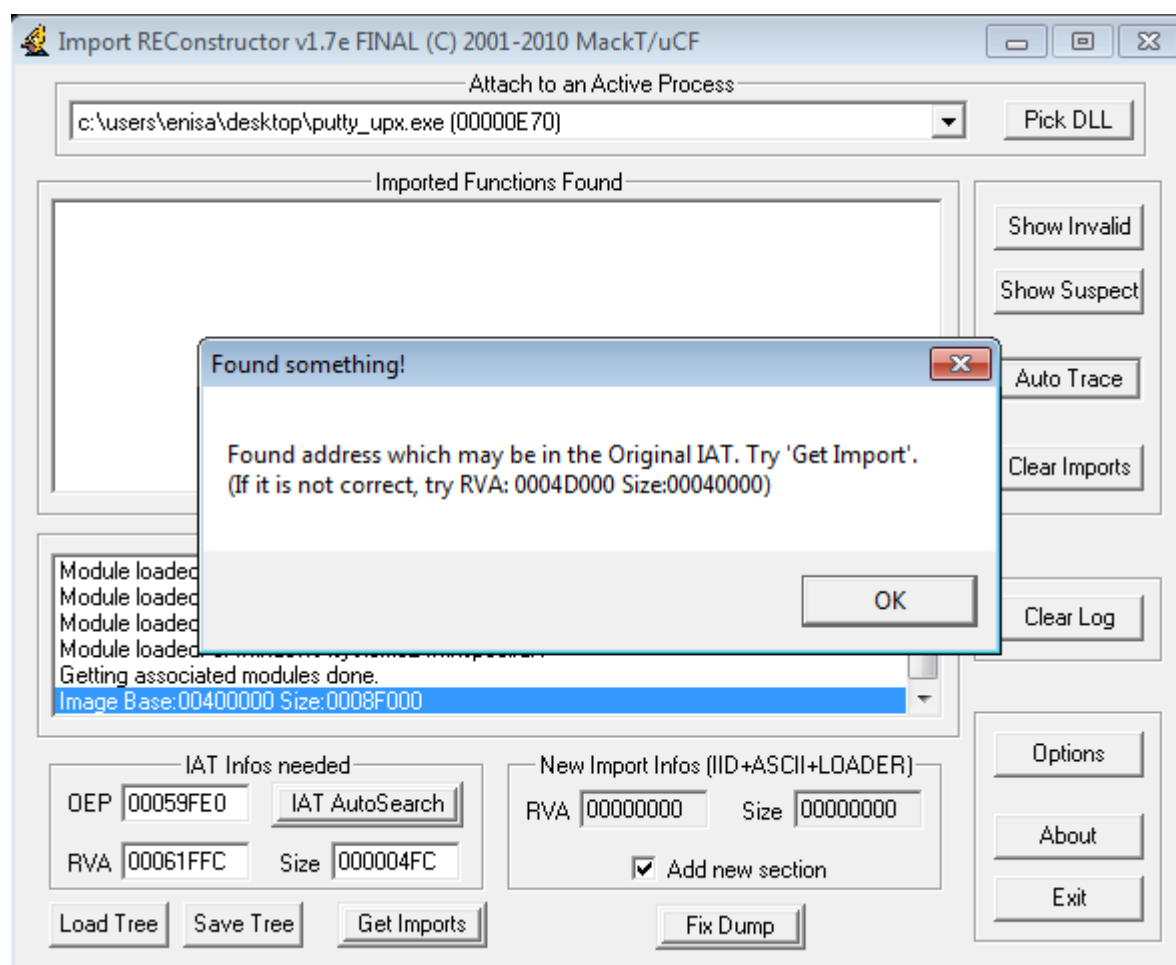 Import REConstructor v1.7e FINAL (C) 2001-2010 MackT/uCF
Attach to an Active Process
c:\users\enisa\desktop\putty_upx.exe (00000E70)
Pick DLL
Imported Functions Found
Show Invalid
Show Suspect
Auto Trace
Clear Imports
Found something!
Found address which may be in the Original IAT. Try 'Get Import'.
(If it is not correct, try RVA: 0004D000 Size:00040000)
OK
Module loaded
Module loaded
Module loaded
Module loaded
Getting associated modules done.
Image Base:00400000 Size:0008F000
Clear Log
IAT Infos needed
OEP 00059FE0 IAT AutoSearch
RVA 00061FFC Size 000004FC
New Import Infos (IID+ASCII+LOADER)
RVA 00000000 Size 00000000
Add new section
Options
About
Exit
Load Tree Save Tree Get Imports Fix Dump